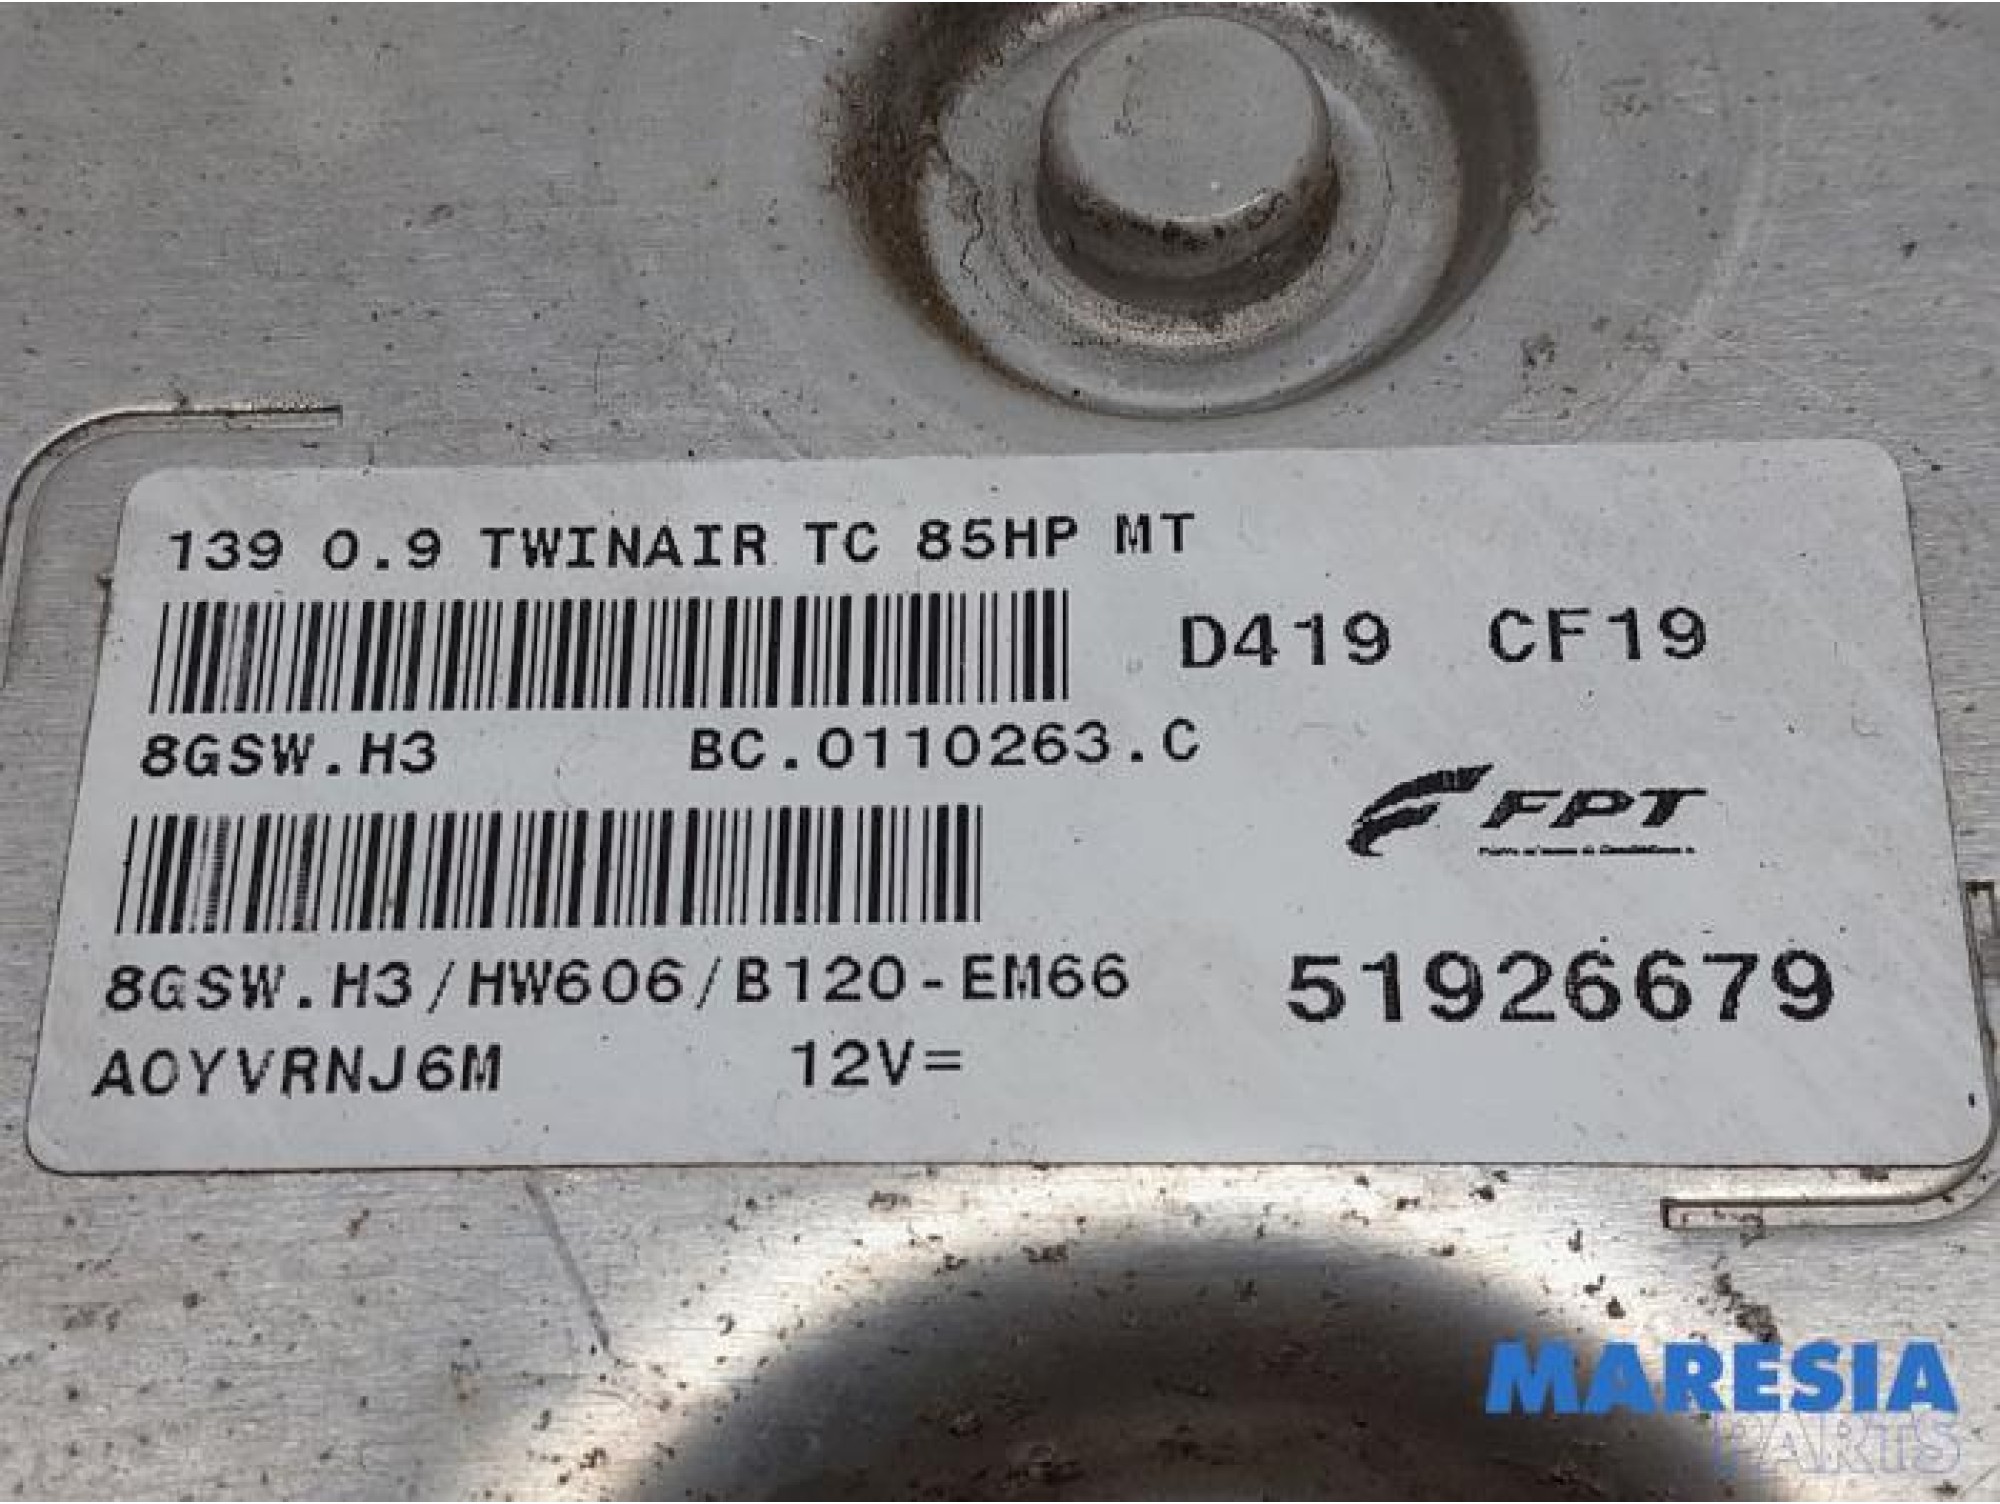 139 0.9 TWINAIR TC 85HP MT
D419 CF19
8GSW.H3 BC.0110263.C
FPT
8GSW.H3/HW606/B120-EM66
51926679
A0YVRNJ6M 12V=
MARESIA
PARTS